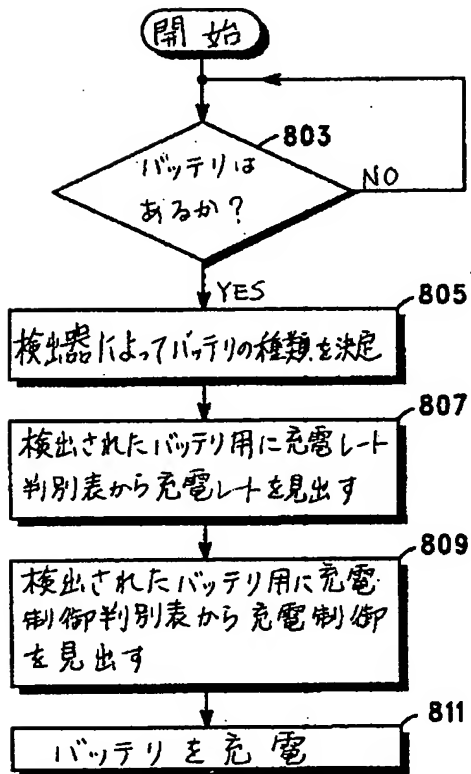 開始
803
バッテリは
あるか?
NO
YES
805
検出器によってバッテリの種類を決定
807
検出されたバッテリ用に充電レート
判別表から充電レートを見出す
809
検出されたバッテリ用に充電
制御判別表から充電制御
を見出す
811
バッテリを充電